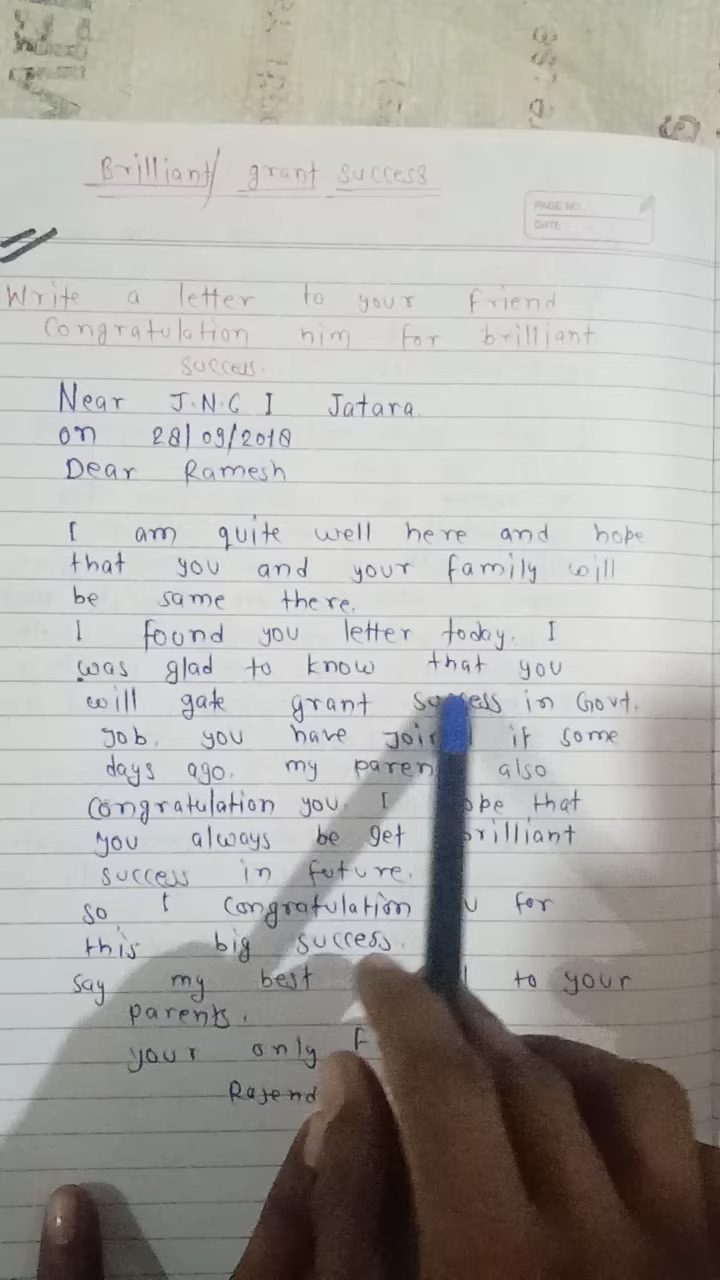 Brilliant/ grant success
PAGE NO.
DATE
Write a letter to your friend
Congratulation him for brilliant
success.
Near J.N.C I Jatara.
on 28/09/2018
Dear Ramesh
I am quite well here and hope
that you and your family will
be same there.
I found you letter today. I
was glad to know that you
will gate grant success in Govt.
Job. you have it some
days ago. my also
congratulation you. I that
you always be get brilliant
success in future.
so, I congratulation for
this big success.
say my best to your
parents.
your only